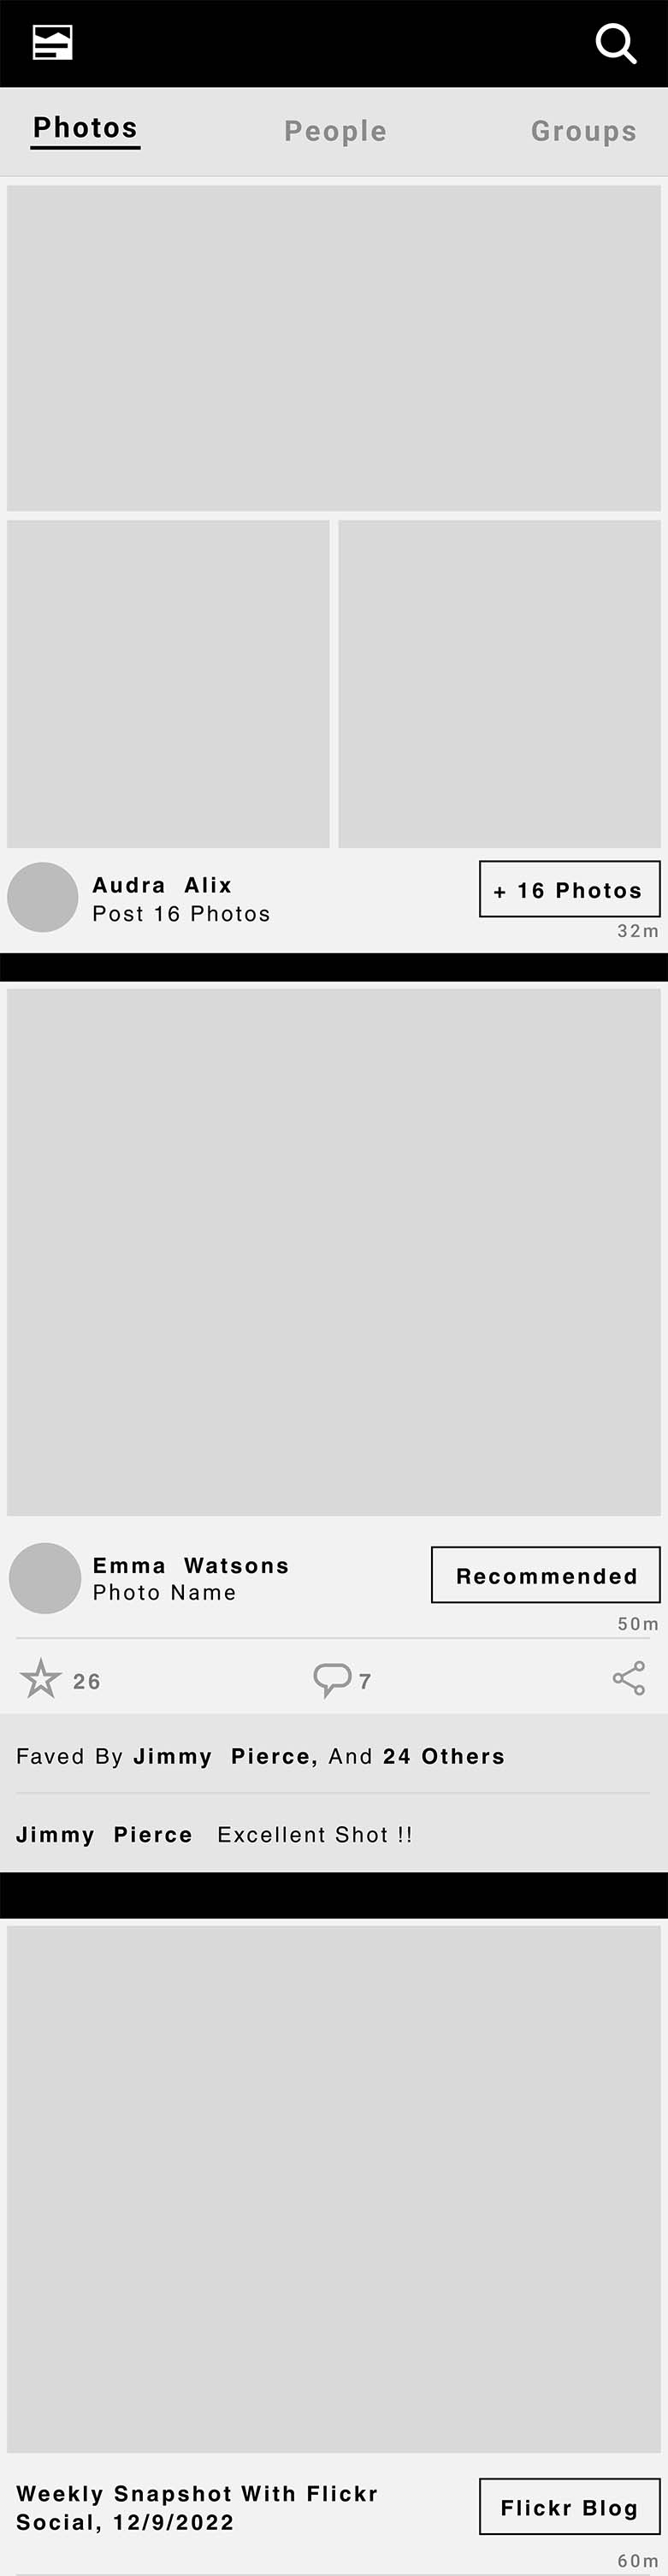 Photos People Groups
Audra Alix
Post 16 Photos
+ 16 Photos
32m
Emma Watsons
Photo Name
Recommended
50m
26 7
Faved By Jimmy Pierce, And 24 Others
Jimmy Pierce Excellent Shot !!
Weekly Snapshot With Flickr
Social, 12/9/2022
Flickr Blog
60m